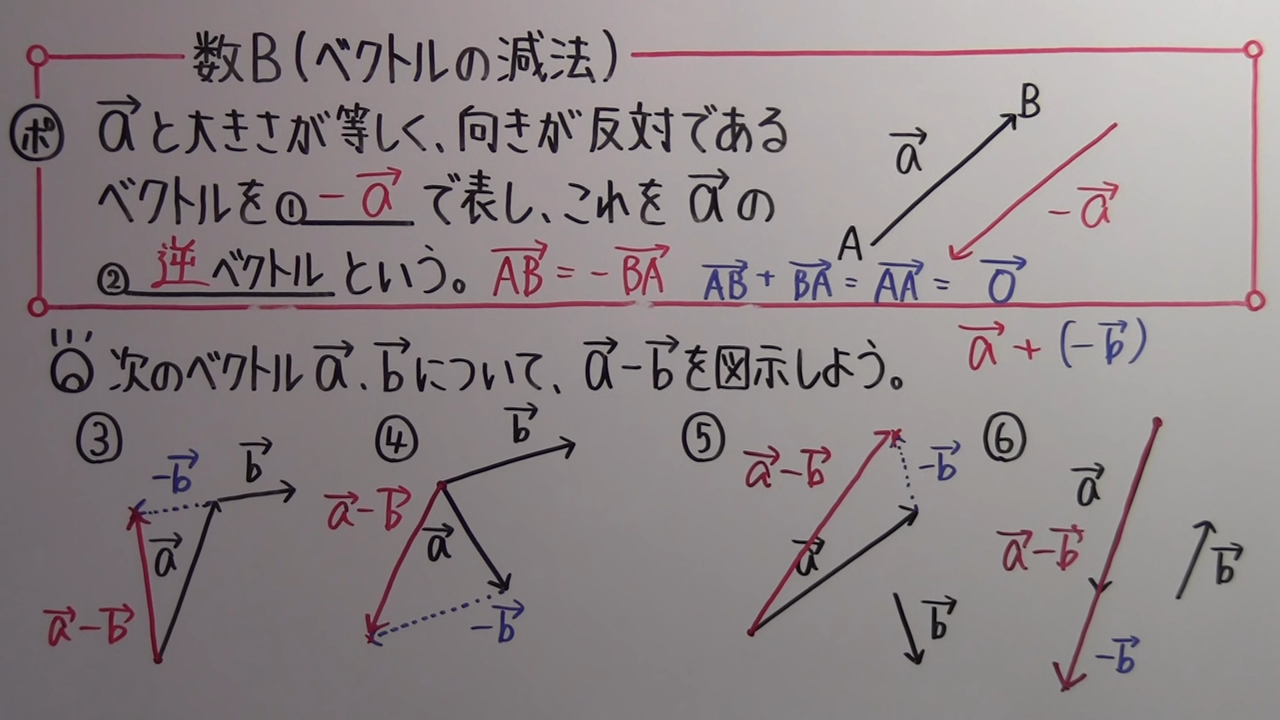 数B(ベクトルの減法)
ポ a→と大きさが等しく、向きが反対である
ベクトルを①-a→で表し、これをa→の
②逆ベクトルという。AB→=-BA→ AB→+BA→=AA→=0→
a→ B A -a→
次のベクトルa→、b→について、a→-b→を図示しよう。 a→+(-b→)
③ -b→ b→ a→ a→-b→
④ b→ a→-b→ a→ -b→
⑤ a→-b→ -b→ a→ b→
⑥ a→ a→-b→ b→ -b→